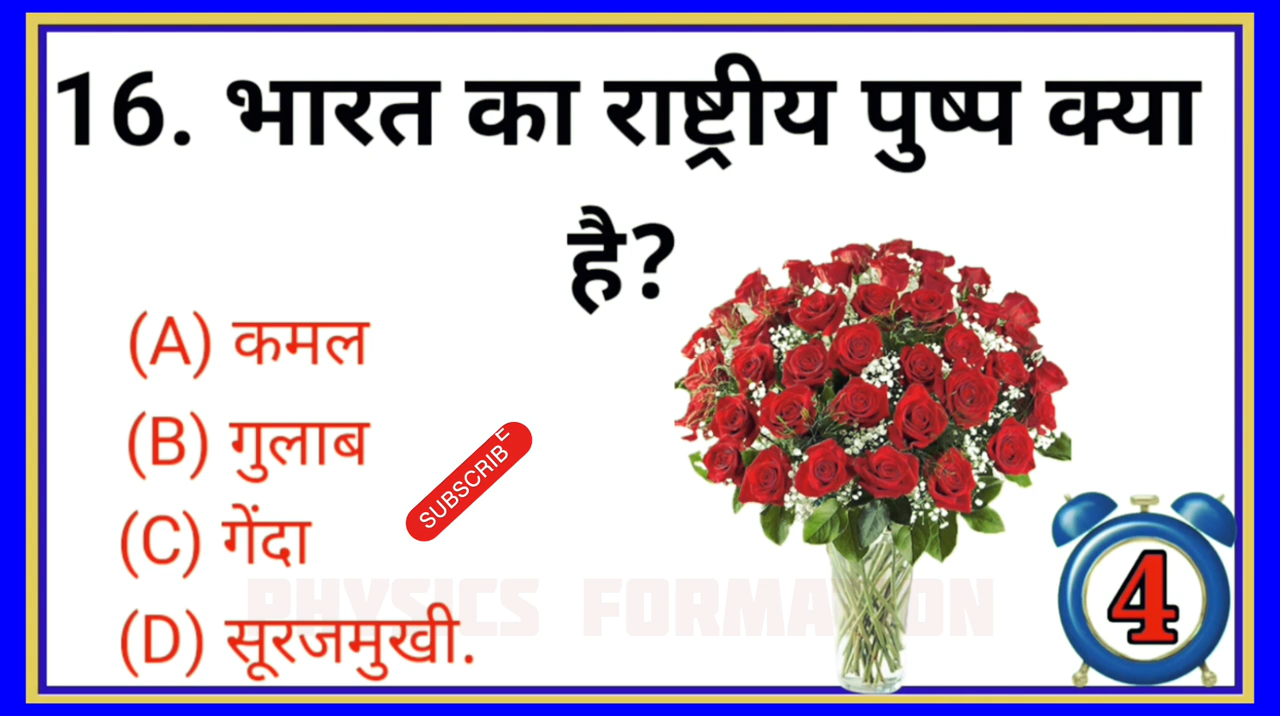 16. भारत का राष्ट्रीय पुष्प क्या
है?
(A) कमल
(B) गुलाब
(C) गेंदा
(D) सूरजमुखी.
SUBSCRIBE
PHYSICS FORMATION
4